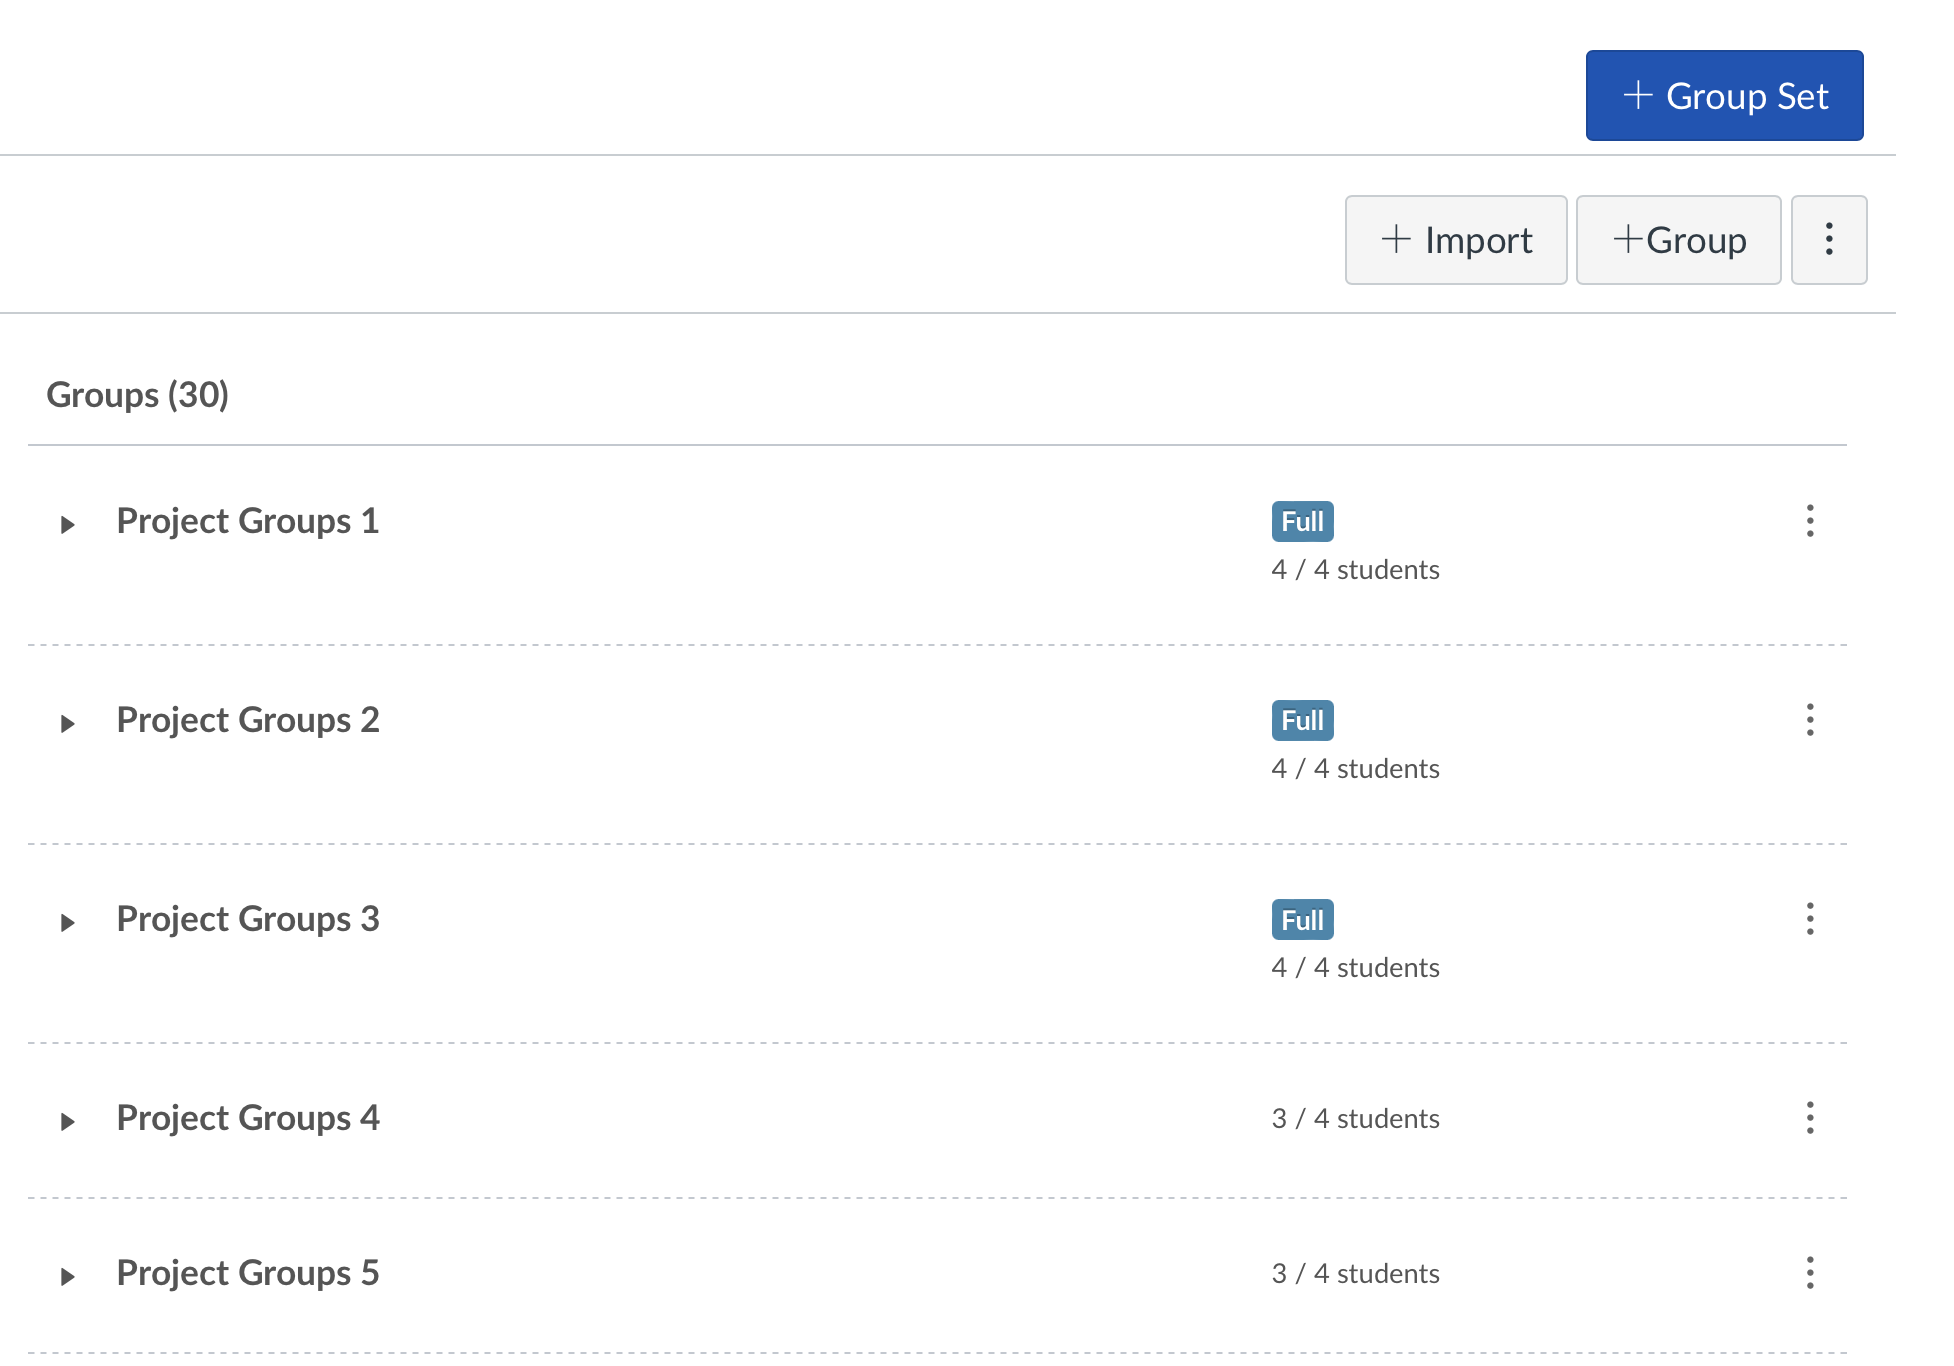 + Group Set
+ Import
+Group
Groups (30)
Project Groups 1
Full
4 / 4 students
Project Groups 2
Full
4 / 4 students
Project Groups 3
Full
4 / 4 students
Project Groups 4
3 / 4 students
Project Groups 5
3 / 4 students